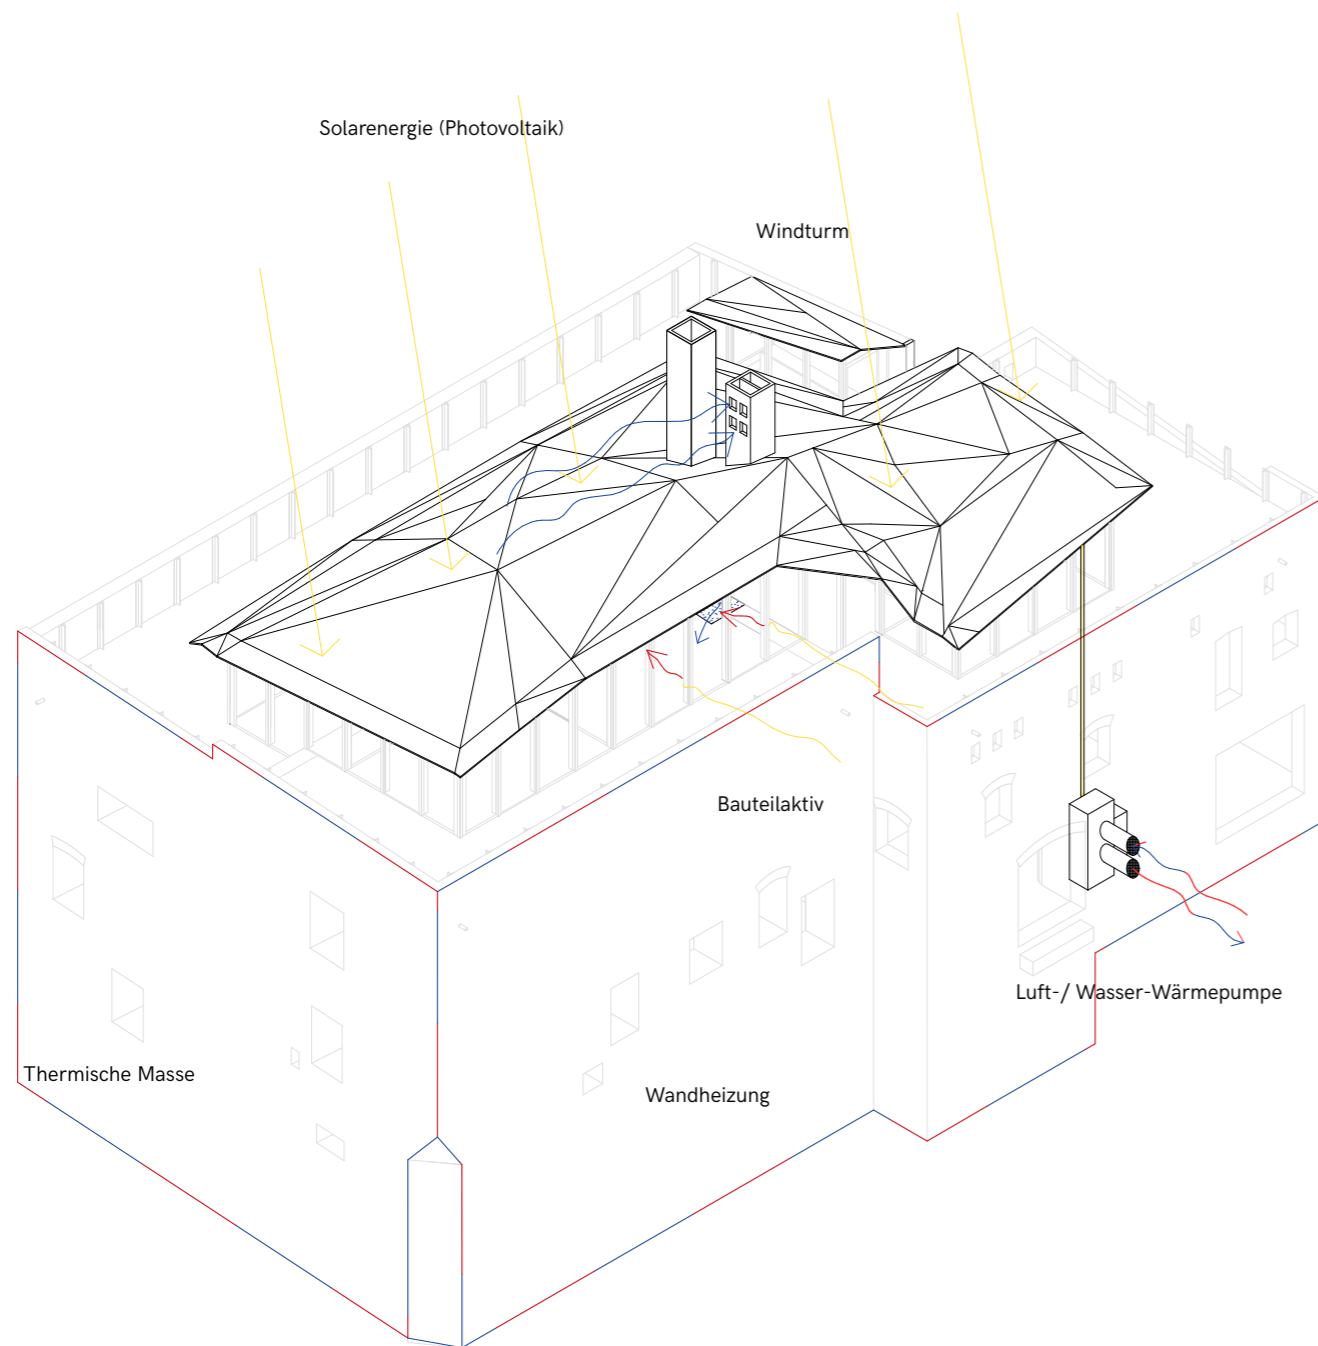 Solarenergie (Photovoltaik)
Windturm
Bauteilaktiv
Luft-/ Wasser-Wärmepumpe
Thermische Masse
Wandheizung